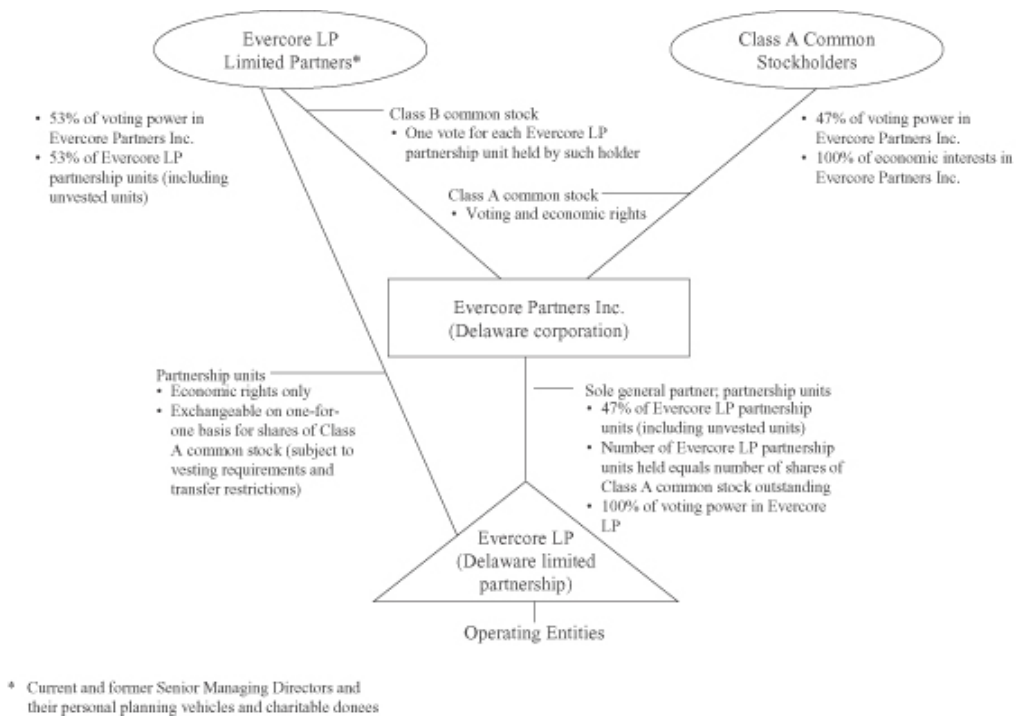 Evercore LP
Limited Partners*
Class A Common
Stockholders
• 53% of voting power in
Evercore Partners Inc.
• 53% of Evercore LP
partnership units (including
unvested units)
Class B common stock
• One vote for each Evercore LP
partnership unit held by such holder
• 47% of voting power in
Evercore Partners Inc.
• 100% of economic interests in
Evercore Partners Inc.
Class A common stock
• Voting and economic rights
Evercore Partners Inc.
(Delaware corporation)
Partnership units
• Economic rights only
• Exchangeable on one-for-
one basis for shares of Class
A common stock (subject to
vesting requirements and
transfer restrictions)
Sole general partner; partnership units
• 47% of Evercore LP partnership
units (including unvested units)
• Number of Evercore LP partnership
units held equals number of shares of
Class A common stock outstanding
• 100% of voting power in Evercore
LP
Evercore LP
(Delaware limited
partnership)
Operating Entities
* Current and former Senior Managing Directors and
their personal planning vehicles and charitable donees